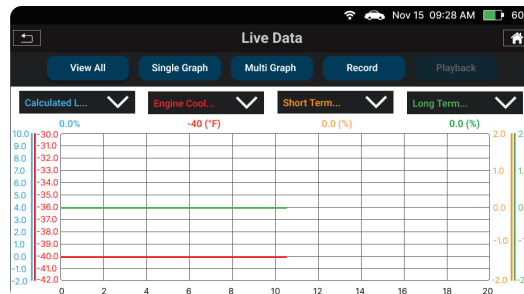 Nov 15 09:28 AM 60
Live Data
View All Single Graph Multi Graph Record Playback
Calculated L... Engine Cool... Short Term... Long Term...
0.0% -40 (°F) 0.0 (%) 0.0 (%)
10.0 -30.0 2.0 2
9.0 -31.0
8.0 -32.0
7.0 -33.0 1.0 1.
6.0 -34.0
5.0 -35.0
4.0 -36.0 0.0 0.
3.0 -37.0
2.0 -38.0
1.0 -39.0 -1.0 -1
0.0 -40.0
-1.0 -41.0
-2.0 -42.0 -2.0 -2
0 2 4 6 8 10 12 14 16 18 20